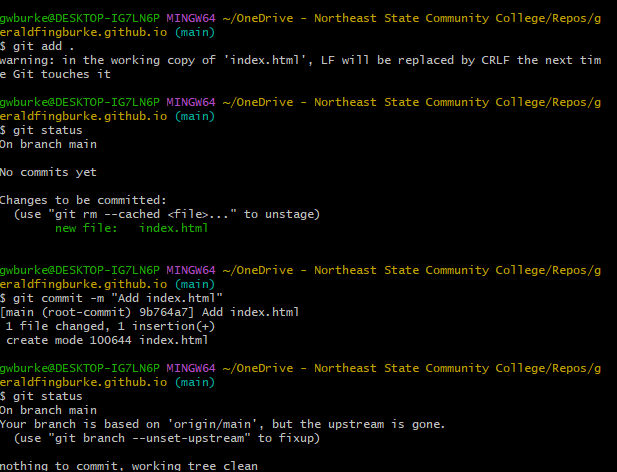 gwburke@DESKTOP-IG7LN6P MINGW64 ~/OneDrive - Northeast State Community College/Repos/g
eraldfingburke.github.io (main)
$ git add .
warning: in the working copy of 'index.html', LF will be replaced by CRLF the next tim
e Git touches it
gwburke@DESKTOP-IG7LN6P MINGW64 ~/OneDrive - Northeast State Community College/Repos/g
eraldfingburke.github.io (main)
$ git status
On branch main
No commits yet
Changes to be committed:
  (use "git rm --cached <file>..." to unstage)
        new file:   index.html
gwburke@DESKTOP-IG7LN6P MINGW64 ~/OneDrive - Northeast State Community College/Repos/g
eraldfingburke.github.io (main)
$ git commit -m "Add index.html"
[main (root-commit) 9b764a7] Add index.html
 1 file changed, 1 insertion(+)
 create mode 100644 index.html
gwburke@DESKTOP-IG7LN6P MINGW64 ~/OneDrive - Northeast State Community College/Repos/g
eraldfingburke.github.io (main)
$ git status
On branch main
Your branch is based on 'origin/main', but the upstream is gone.
  (use "git branch --unset-upstream" to fixup)
nothing to commit, working tree clean